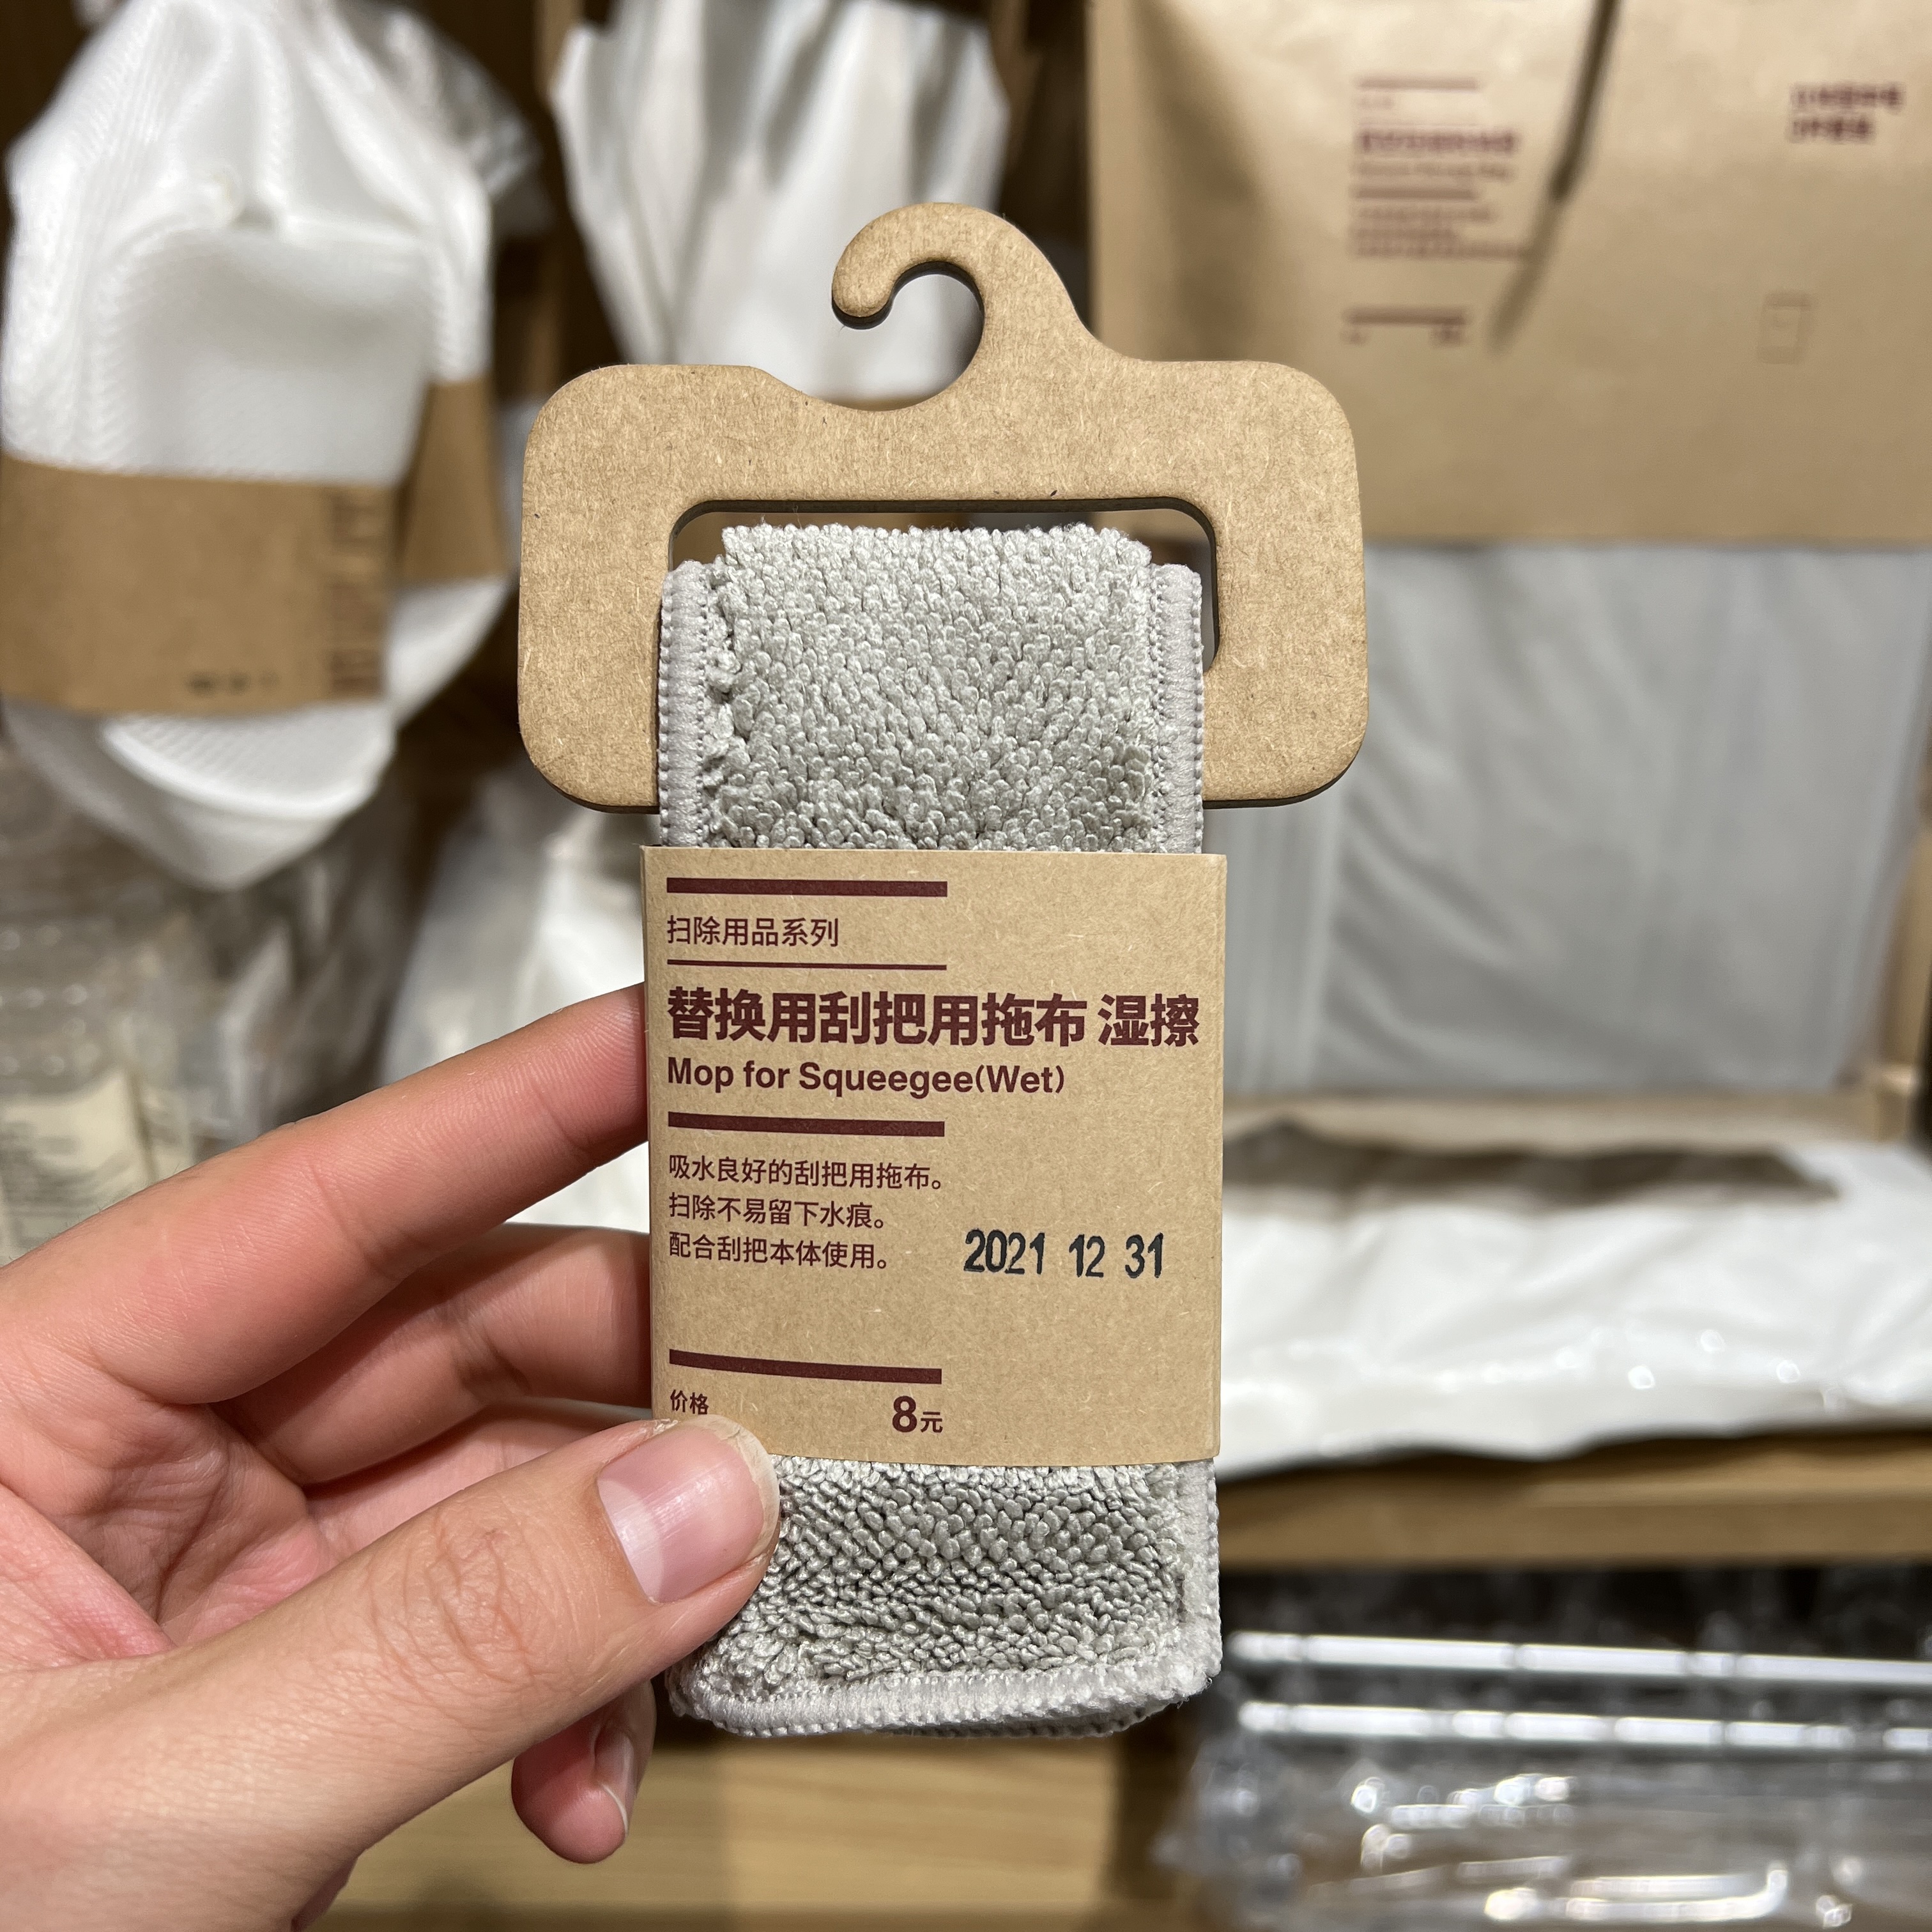 扫除用品系列
替换用刮把用拖布 湿擦
Mop for Squeegee(Wet)
吸水良好的刮把用拖布。
扫除不易留下水痕。
配合刮把本体使用。
2021 12 31
价格 8元